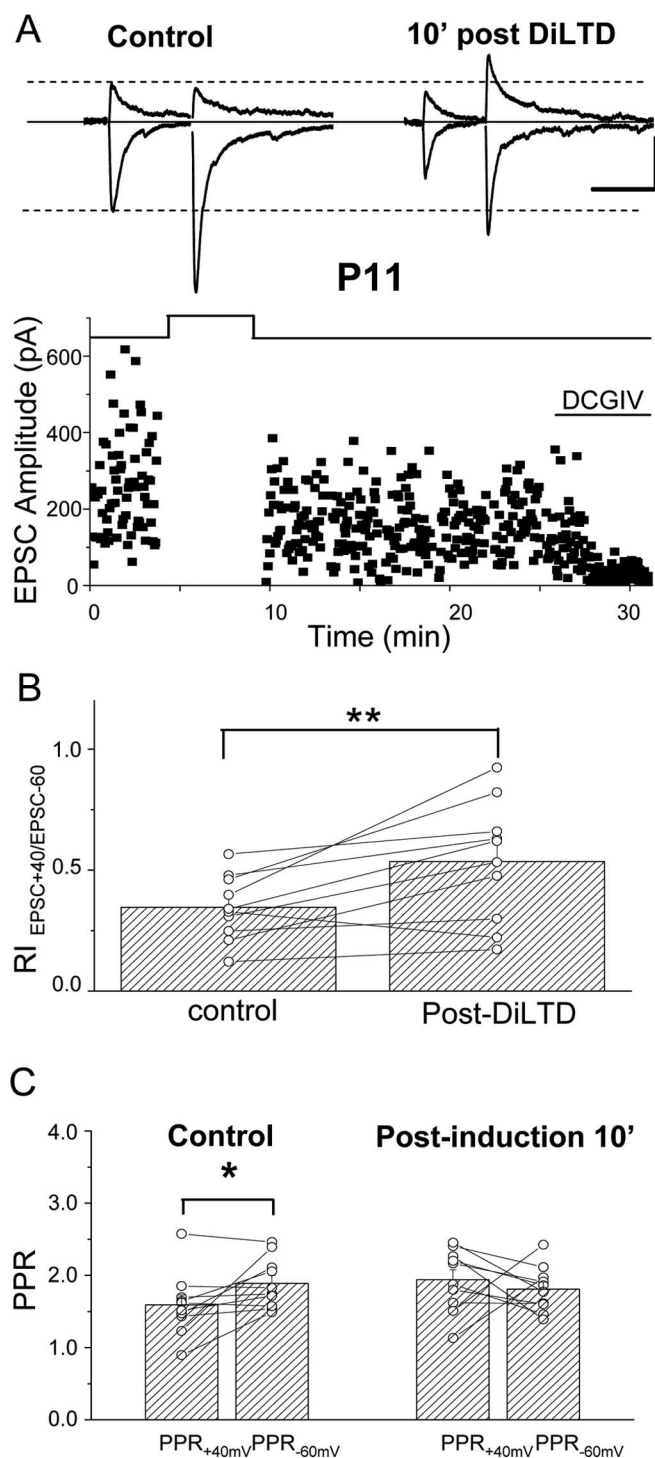 A
Control 10’ post DiLTD
P11
EPSC Amplitude (pA)
600
400
200
0
DCGIV
0 10 20 30
Time (min)
B
**
RI EPSC+40/EPSC-60
1.0
0.5
0.0
control Post-DiLTD
C
PPR
4.0
3.0
2.0
1.0
0.0
Control Post-induction 10’
*
PPR+40mV PPR-60mV PPR+40mV PPR-60mV